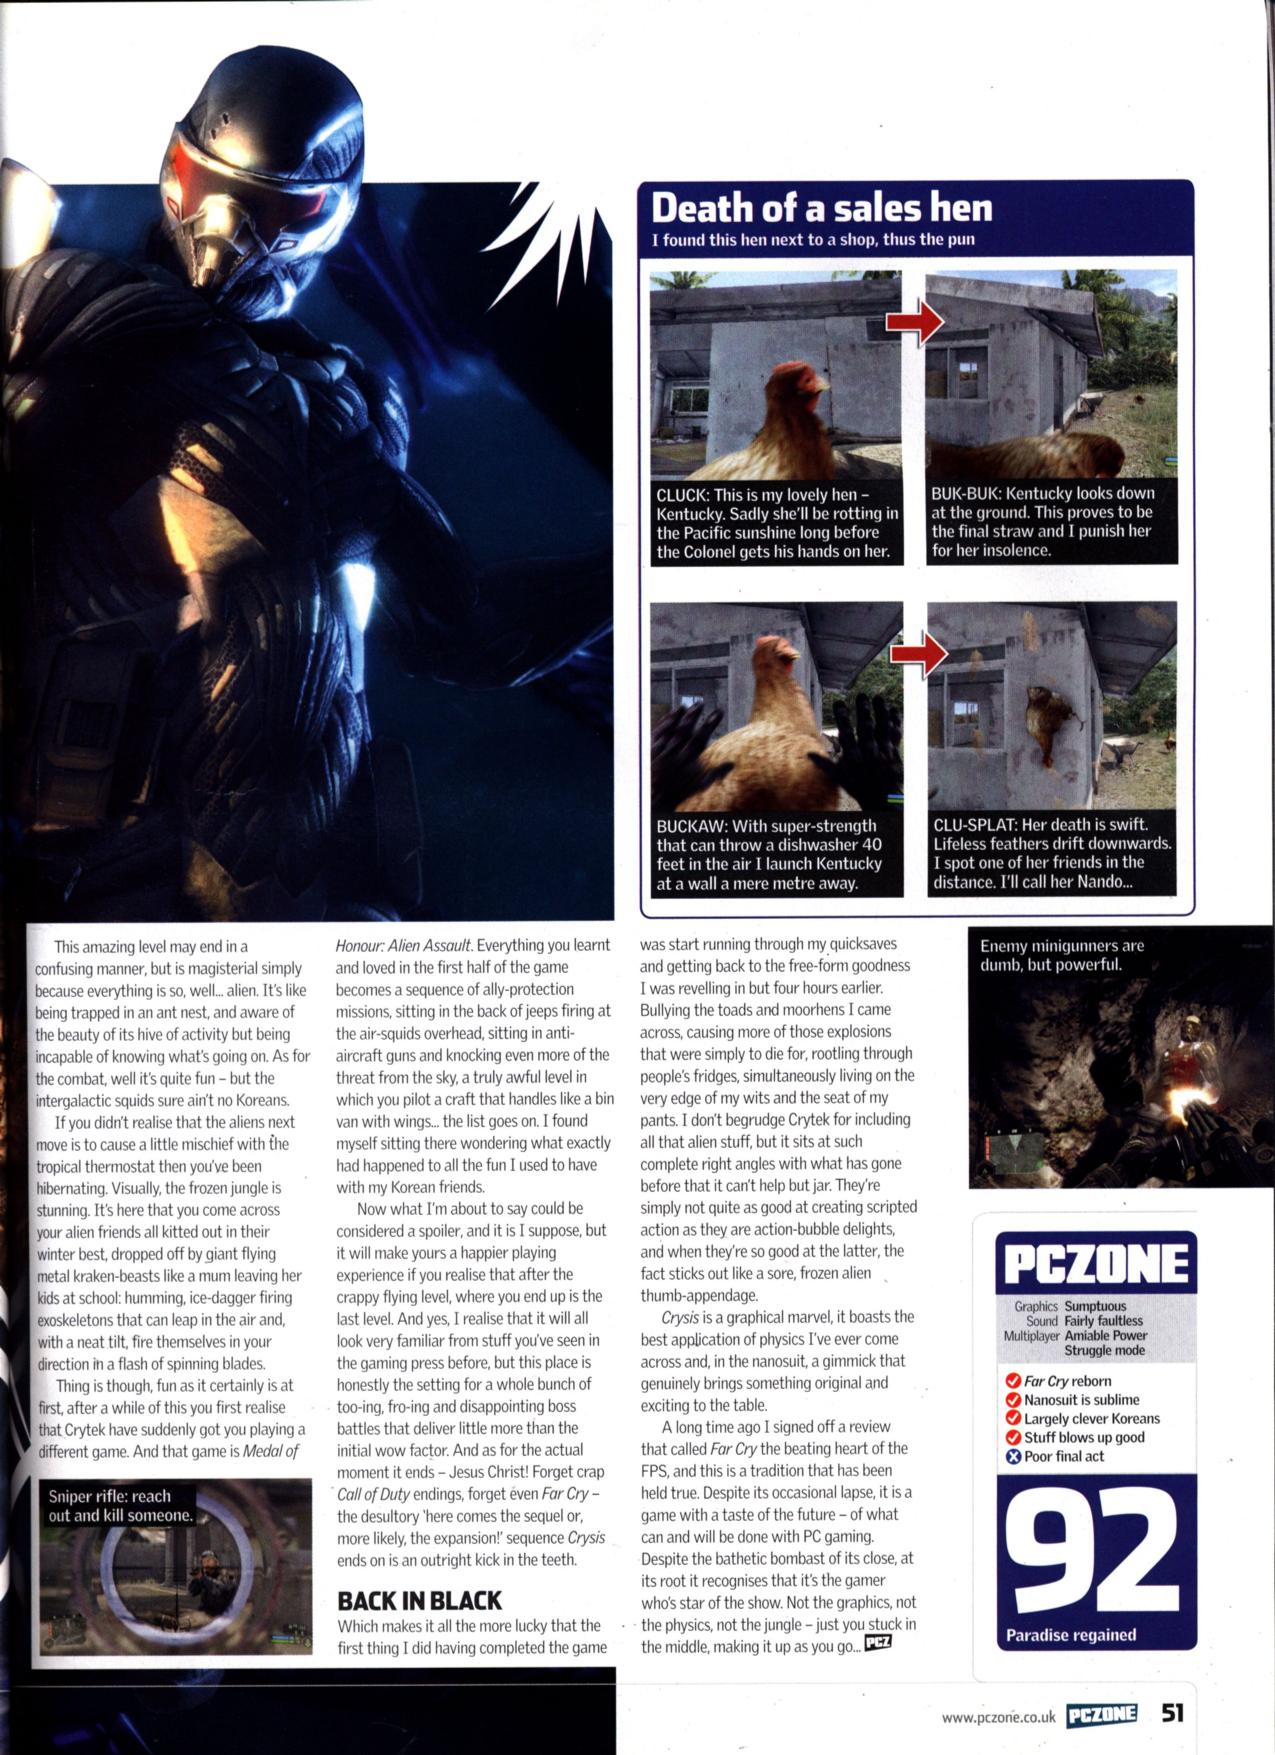 Death of a sales hen
I found this hen next to a shop, thus the pun
CLUCK: This is my lovely hen –
Kentucky. Sadly she'll be rotting in
the Pacific sunshine long before
the Colonel gets his hands on her.
BUK-BUK: Kentucky looks down
at the ground. This proves to be
the final straw and I punish her
for her insolence.
BUCKAW: With super-strength
that can throw a dishwasher 40
feet in the air I launch Kentucky
at a wall a mere metre away.
CLU-SPLAT: Her death is swift.
Lifeless feathers drift downwards.
I spot one of her friends in the
distance. I'll call her Nando...
This amazing level may end in a
confusing manner, but is magisterial simply
because everything is so, well... alien. It's like
being trapped in an ant nest, and aware of
the beauty of its hive of activity but being
incapable of knowing what's going on. As for
the combat, well it's quite fun – but the
intergalactic squids sure ain't no Koreans.
If you didn't realise that the aliens next
move is to cause a little mischief with the
tropical thermostat then you've been
hibernating. Visually, the frozen jungle is
stunning. It's here that you come across
your alien friends all kitted out in their
winter best, dropped off by giant flying
metal kraken-beasts like a mum leaving her
kids at school: humming, ice-dagger firing
exoskeletons that can leap in the air and,
with a neat tilt, fire themselves in your
direction in a flash of spinning blades.
Thing is though, fun as it certainly is at
first, after a while of this you first realise
that Crytek have suddenly got you playing a
different game. And that game is Medal of
Sniper rifle: reach
out and kill someone.
Honour: Alien Assault. Everything you learnt
and loved in the first half of the game
becomes a sequence of ally-protection
missions, sitting in the back of jeeps firing at
the air-squids overhead, sitting in anti-
aircraft guns and knocking even more of the
threat from the sky, a truly awful level in
which you pilot a craft that handles like a bin
van with wings... the list goes on. I found
myself sitting there wondering what exactly
had happened to all the fun I used to have
with my Korean friends.
Now what I'm about to say could be
considered a spoiler, and it is I suppose, but
it will make yours a happier playing
experience if you realise that after the
crappy flying level, where you end up is the
last level. And yes, I realise that it will all
look very familiar from stuff you've seen in
the gaming press before, but this place is
honestly the setting for a whole bunch of
too-ing, fro-ing and disappointing boss
battles that deliver little more than the
initial wow factor. And as for the actual
moment it ends – Jesus Christ! Forget crap
Call of Duty endings, forget even Far Cry –
the desultory 'here comes the sequel or,
more likely, the expansion!' sequence Crysis
ends on is an outright kick in the teeth.
BACK IN BLACK
Which makes it all the more lucky that the
first thing I did having completed the game
was start running through my quicksaves
and getting back to the free-form goodness
I was revelling in but four hours earlier.
Bullying the toads and moorhens I came
across, causing more of those explosions
that were simply to die for, rootling through
people's fridges, simultaneously living on the
very edge of my wits and the seat of my
pants. I don't begrudge Crytek for including
all that alien stuff, but it sits at such
complete right angles with what has gone
before that it can't help but jar. They're
simply not quite as good at creating scripted
action as they are action-bubble delights,
and when they're so good at the latter, the
fact sticks out like a sore, frozen alien
thumb-appendage.
Crysis is a graphical marvel, it boasts the
best application of physics I've ever come
across and, in the nanosuit, a gimmick that
genuinely brings something original and
exciting to the table.
A long time ago I signed off a review
that called Far Cry the beating heart of the
FPS, and this is a tradition that has been
held true. Despite its occasional lapse, it is a
game with a taste of the future – of what
can and will be done with PC gaming.
Despite the bathetic bombast of its close, at
its root it recognises that it's the gamer
who's star of the show. Not the graphics, not
the physics, not the jungle – just you stuck in
the middle, making it up as you go... PCZ
Enemy minigunners are
dumb, but powerful.
PCZONE
Graphics Sumptuous
Sound Fairly faultless
Multiplayer Amiable Power
Struggle mode
Far Cry reborn
Nanosuit is sublime
Largely clever Koreans
Stuff blows up good
Poor final act
92
Paradise regained
www.pczone.co.uk PCZONE 51